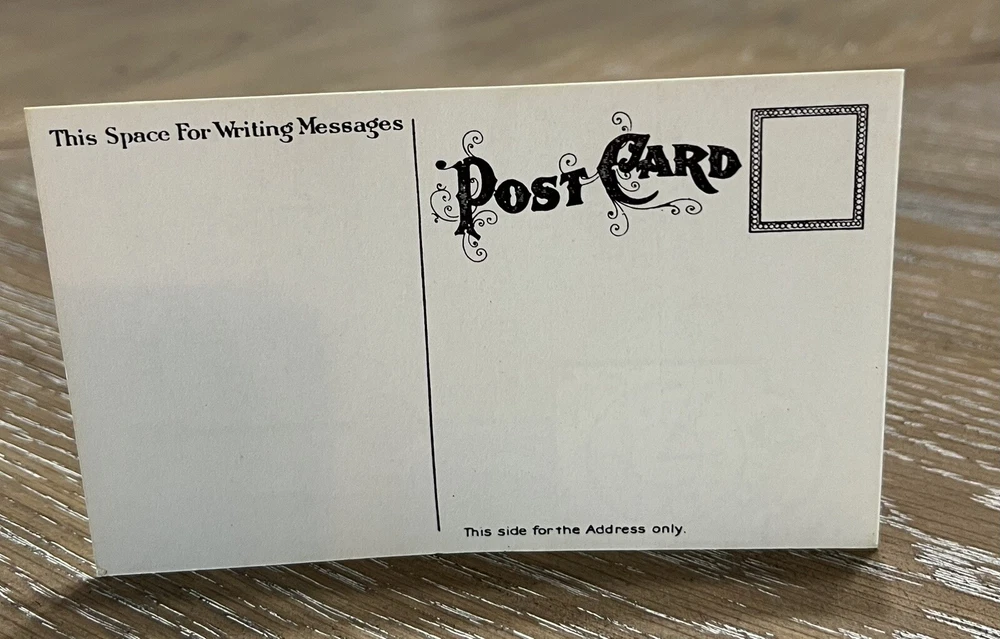 This Space For Writing Messages
Post Card
This side for the Address only.